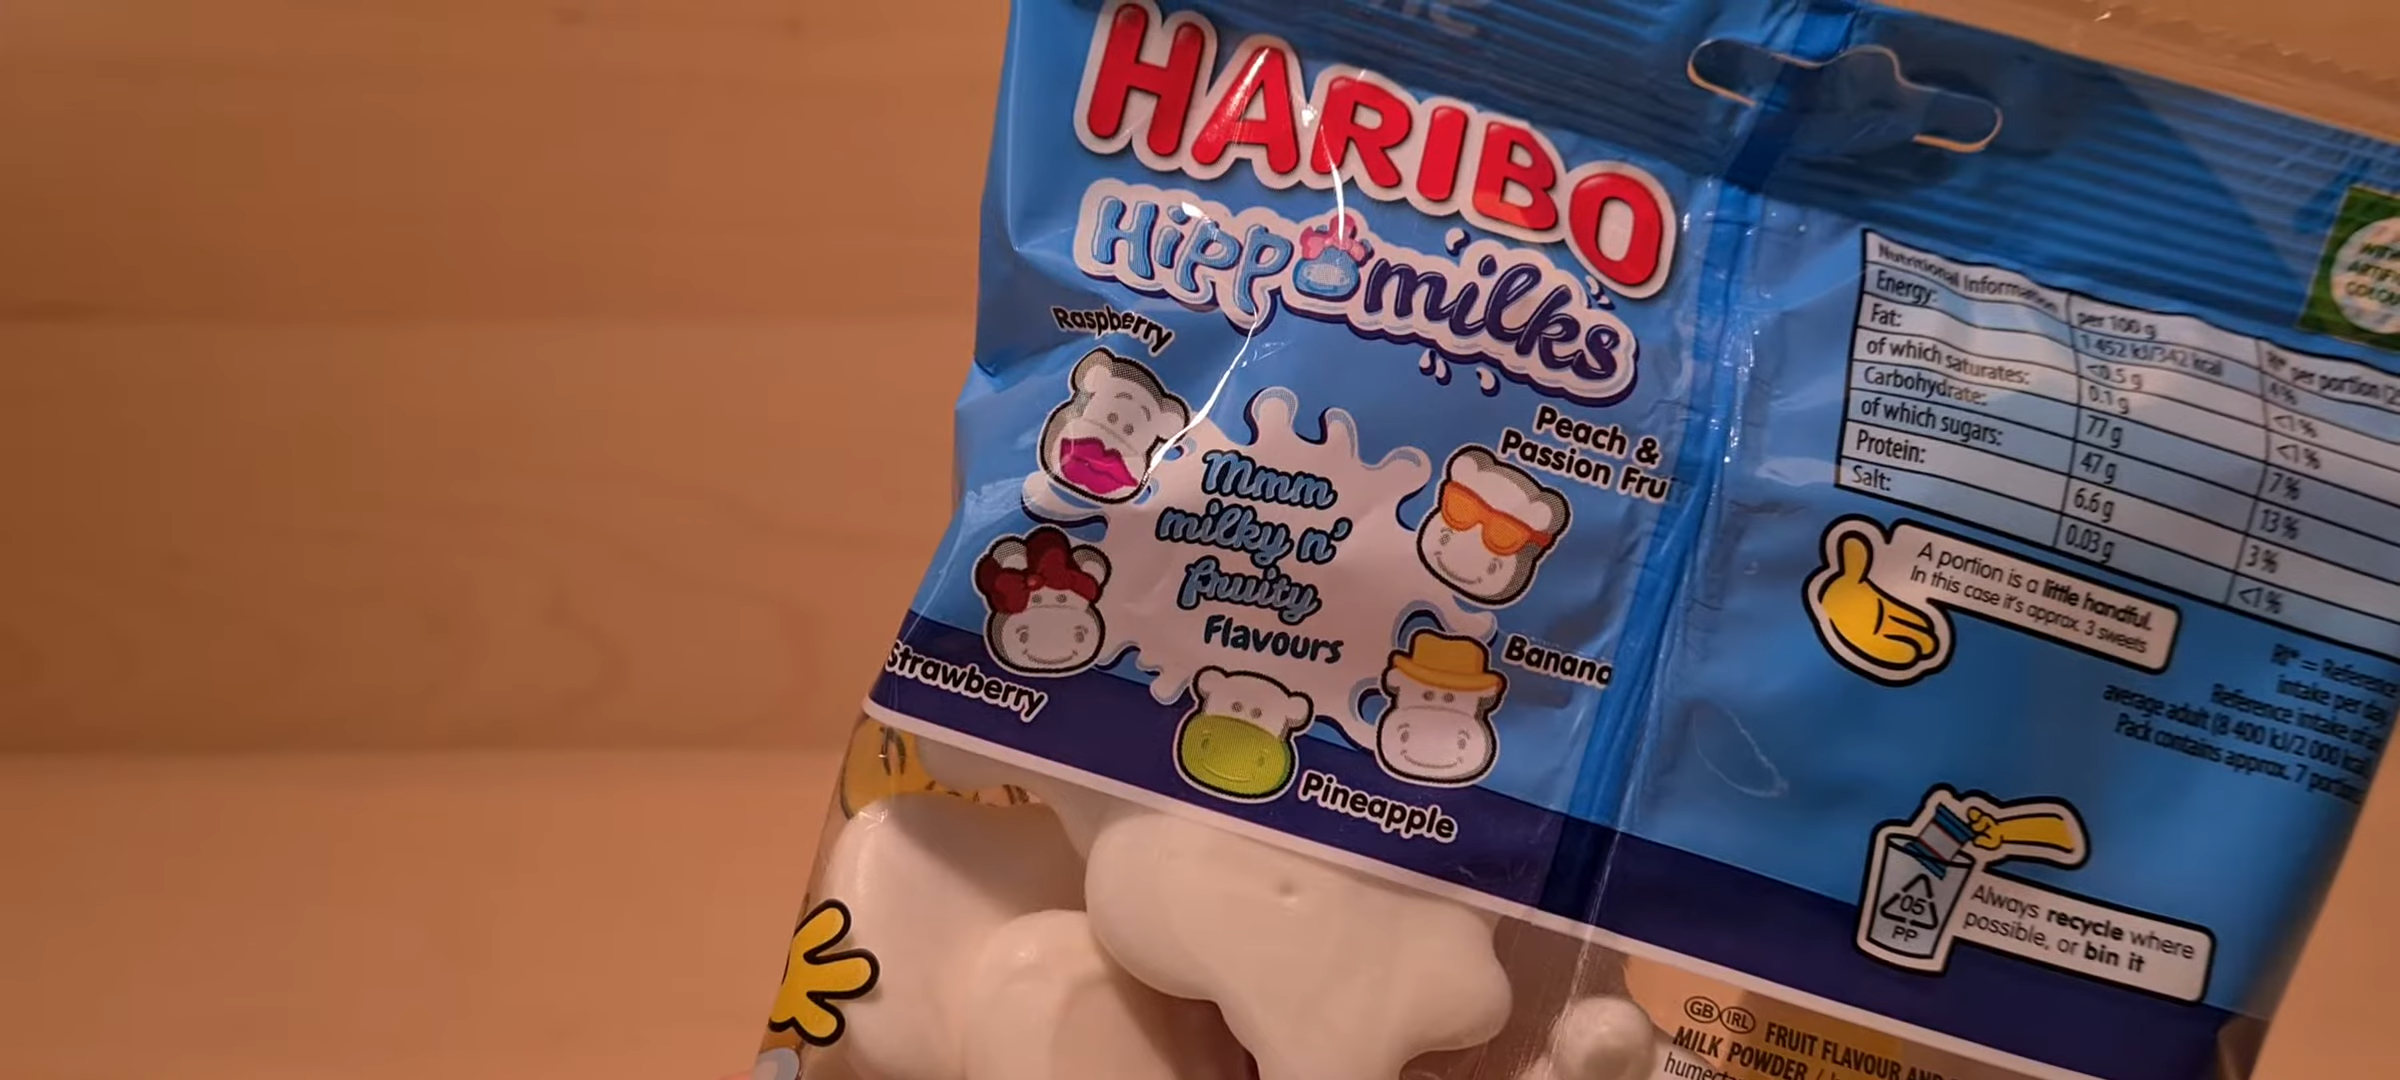 HARIBO
Hippomilks
Raspberry
Peach &
Passion Fru
Mmm
milky n'
fruity
Flavours
Strawberry
Banana
Pineapple
Nutritional Information per 100 g RI* per portion
Energy: 1 452 kJ/342 kcal 4%
Fat: <0.5 g <1%
of which saturates: 0.1 g <1%
Carbohydrate: 77 g 7%
of which sugars: 47 g 13%
Protein: 6.6 g 3%
Salt: 0.03 g <1%
A portion is a little handful.
In this case it's approx. 3 sweets
RI* = Reference
intake per day
Reference intake of an
average adult (8 400 kJ/2 000 kcal)
Pack contains approx. 7 portions
05
PP
Always recycle where
possible, or bin it
GB IRL FRUIT FLAVOUR AND
MILK POWDER